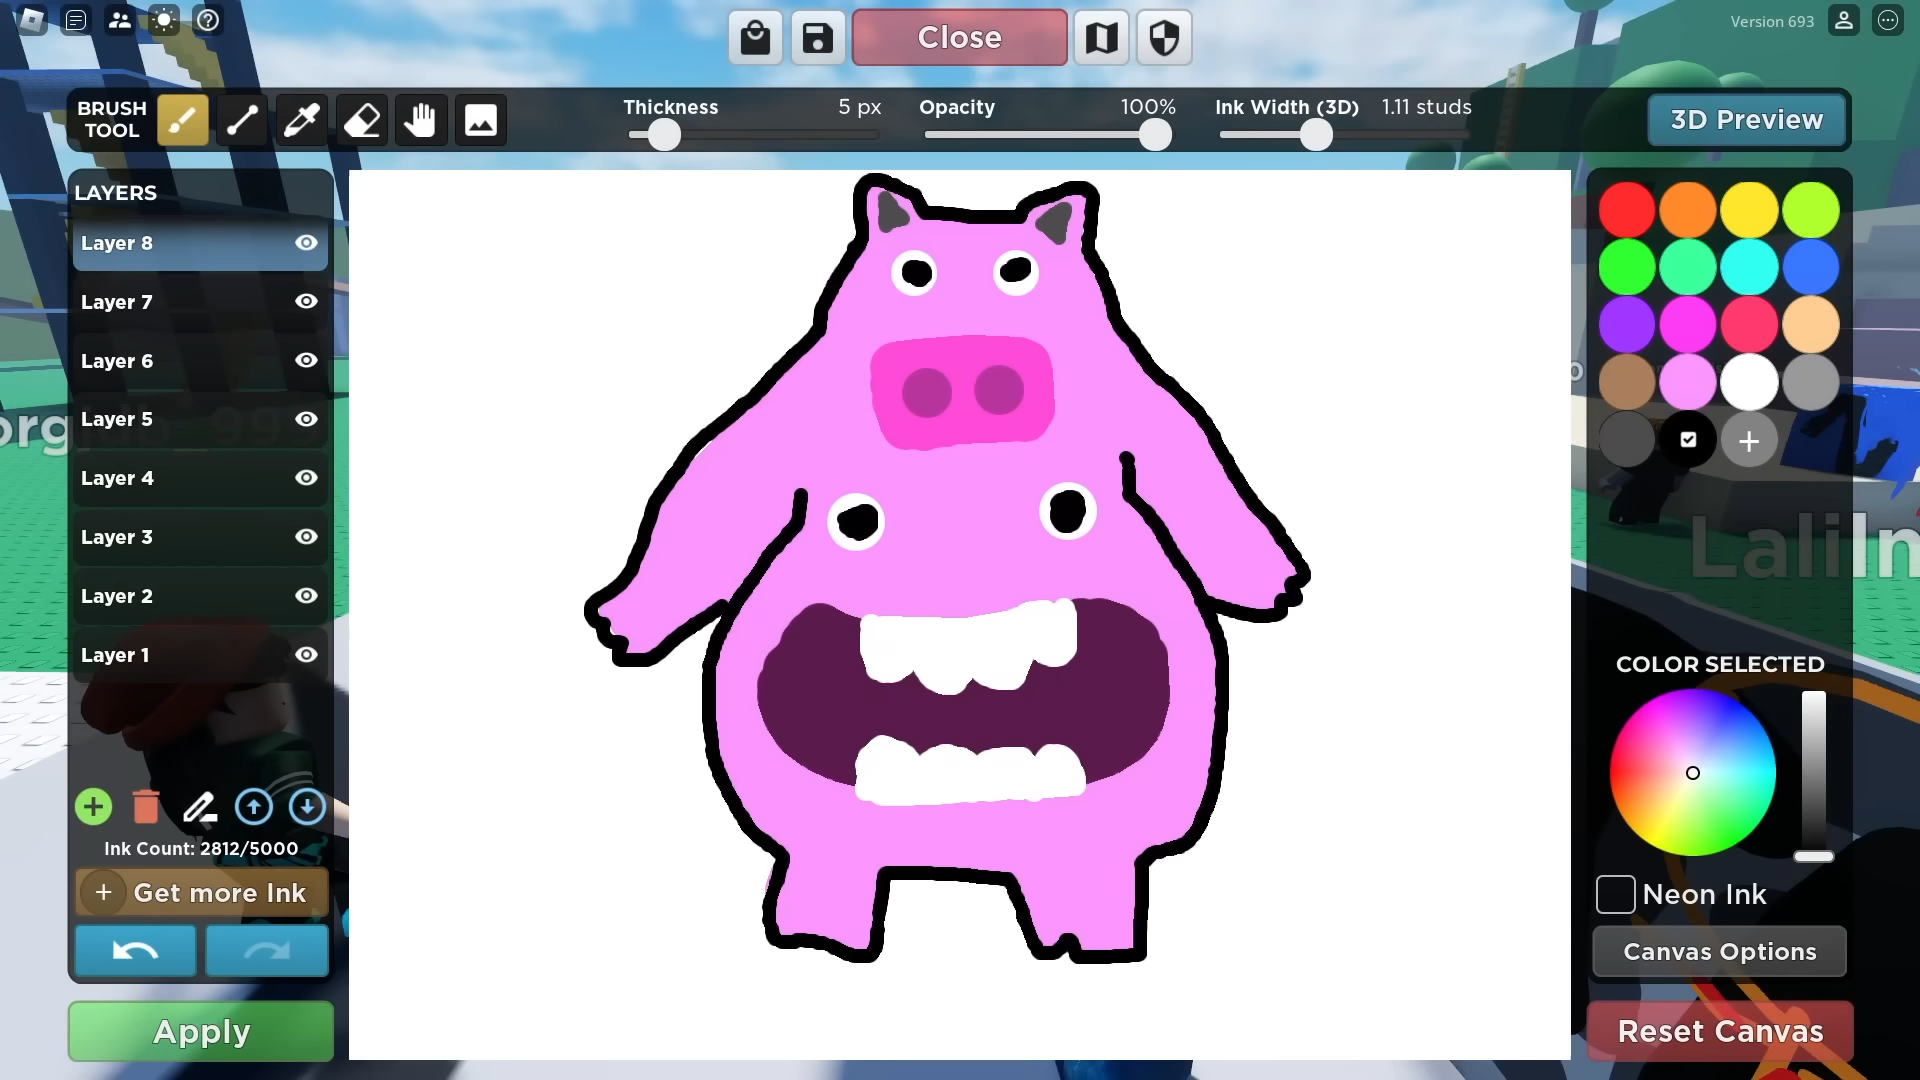 Close
Version 693
BRUSH
TOOL
Thickness 5 px
Opacity 100%
Ink Width (3D) 1.11 studs
3D Preview
LAYERS
Layer 8
Layer 7
Layer 6
Layer 5
Layer 4
Layer 3
Layer 2
Layer 1
Ink Count: 2812/5000
+ Get more Ink
Apply
COLOR SELECTED
Neon Ink
Canvas Options
Reset Canvas